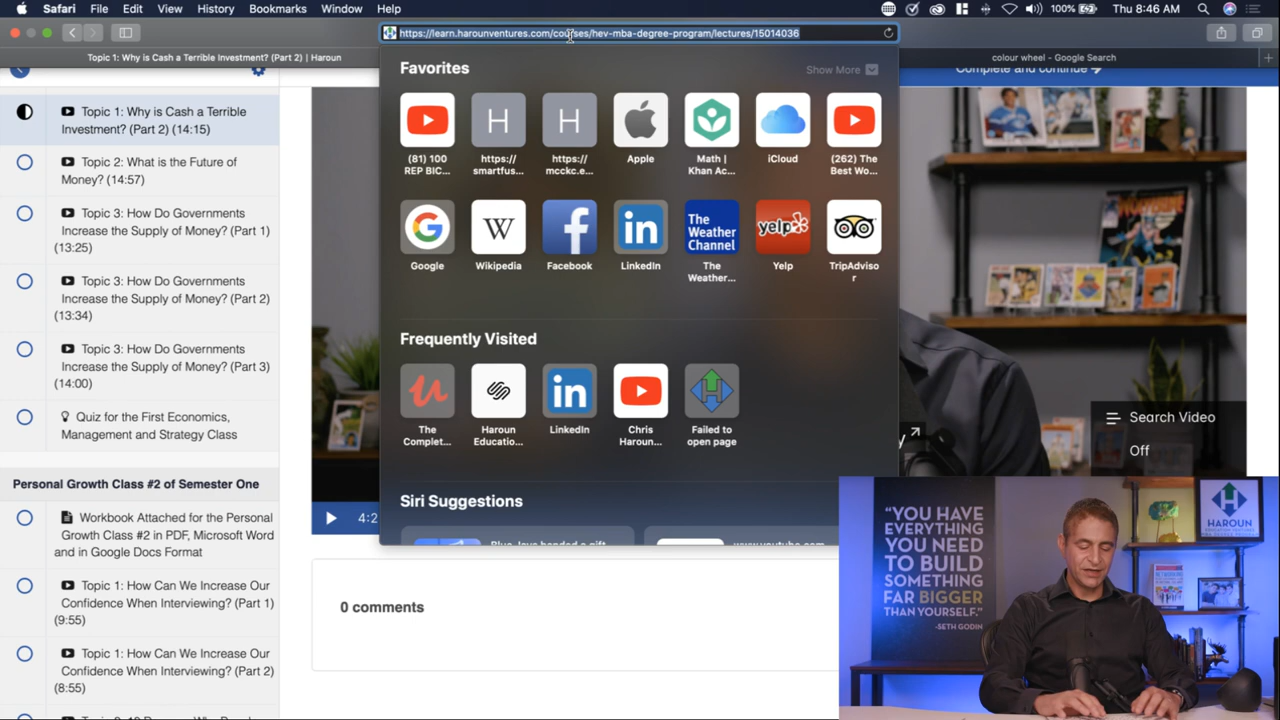 Safari File Edit View History Bookmarks Window Help
100% Thu 8:46 AM
https://learn.harounventures.com/courses/hev-mba-degree-program/lectures/15014036
Topic 1: Why is Cash a Terrible Investment? (Part 2) | Haroun
colour wheel - Google Search
Complete and continue →
Topic 1: Why is Cash a Terrible
Investment? (Part 2) (14:15)
Topic 2: What is the Future of
Money? (14:57)
Topic 3: How Do Governments
Increase the Supply of Money? (Part 1)
(13:25)
Topic 3: How Do Governments
Increase the Supply of Money? (Part 2)
(13:34)
Topic 3: How Do Governments
Increase the Supply of Money? (Part 3)
(14:00)
Quiz for the First Economics,
Management and Strategy Class
Personal Growth Class #2 of Semester One
Workbook Attached for the Personal
Growth Class #2 in PDF, Microsoft Word
and in Google Docs Format
Topic 1: How Can We Increase Our
Confidence When Interviewing? (Part 1)
(9:55)
Topic 1: How Can We Increase Our
Confidence When Interviewing? (Part 2)
(8:55)
Favorites
Show More
H H
(81) 100
REP BIC...
https://
smartfus...
https://
mcckc.e...
Apple
Math |
Khan Ac...
iCloud
(262) The
Best Wo...
G W f in The Weather Channel yelp
Google
Wikipedia
Facebook
LinkedIn
The
Weather...
Yelp
TripAdviso
r
Frequently Visited
in H
The
Complet...
Haroun
Educatio...
LinkedIn
Chris
Haroun...
Failed to
open page
Siri Suggestions
Blue Jays handed a gift
www.youtube.com
Search Video
Off
4:2
0 comments
"YOU HAVE
EVERYTHING
YOU NEED
TO BUILD
SOMETHING
FAR BIGGER
THAN YOURSELF."
-SETH GODIN
HAROUN